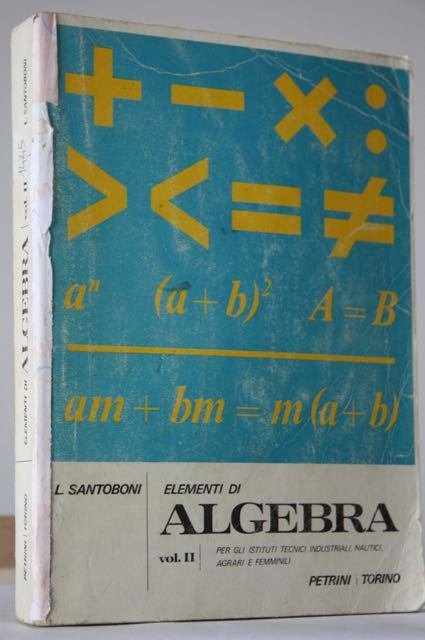 + − × :
> < = ≠
aⁿ (a + b)² A = B
am + bm = m(a+b)
L. SANTOBONI
ELEMENTI DI
ALGEBRA
vol. II
PER GLI ISTITUTI TECNICI INDUSTRIALI, NAUTICI,
AGRARI E FEMMINILI
PETRINI | TORINO
PETRINI | TORINO ELEMENTI DI ALGEBRA vol. II 1445 L. SANTOBONI